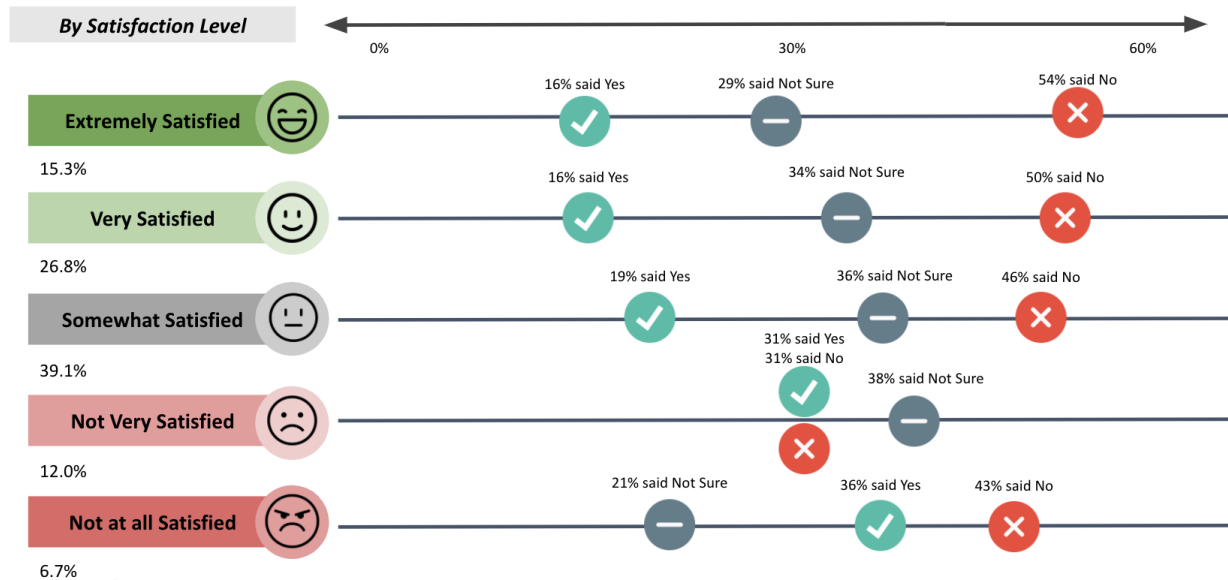 By Satisfaction Level
0% 30% 60%
16% said Yes 29% said Not Sure 54% said No
Extremely Satisfied
15.3%
16% said Yes 34% said Not Sure 50% said No
Very Satisfied
26.8%
19% said Yes 36% said Not Sure 46% said No
Somewhat Satisfied
39.1%
31% said Yes
31% said No
38% said Not Sure
Not Very Satisfied
12.0%
21% said Not Sure 36% said Yes 43% said No
Not at all Satisfied
6.7%